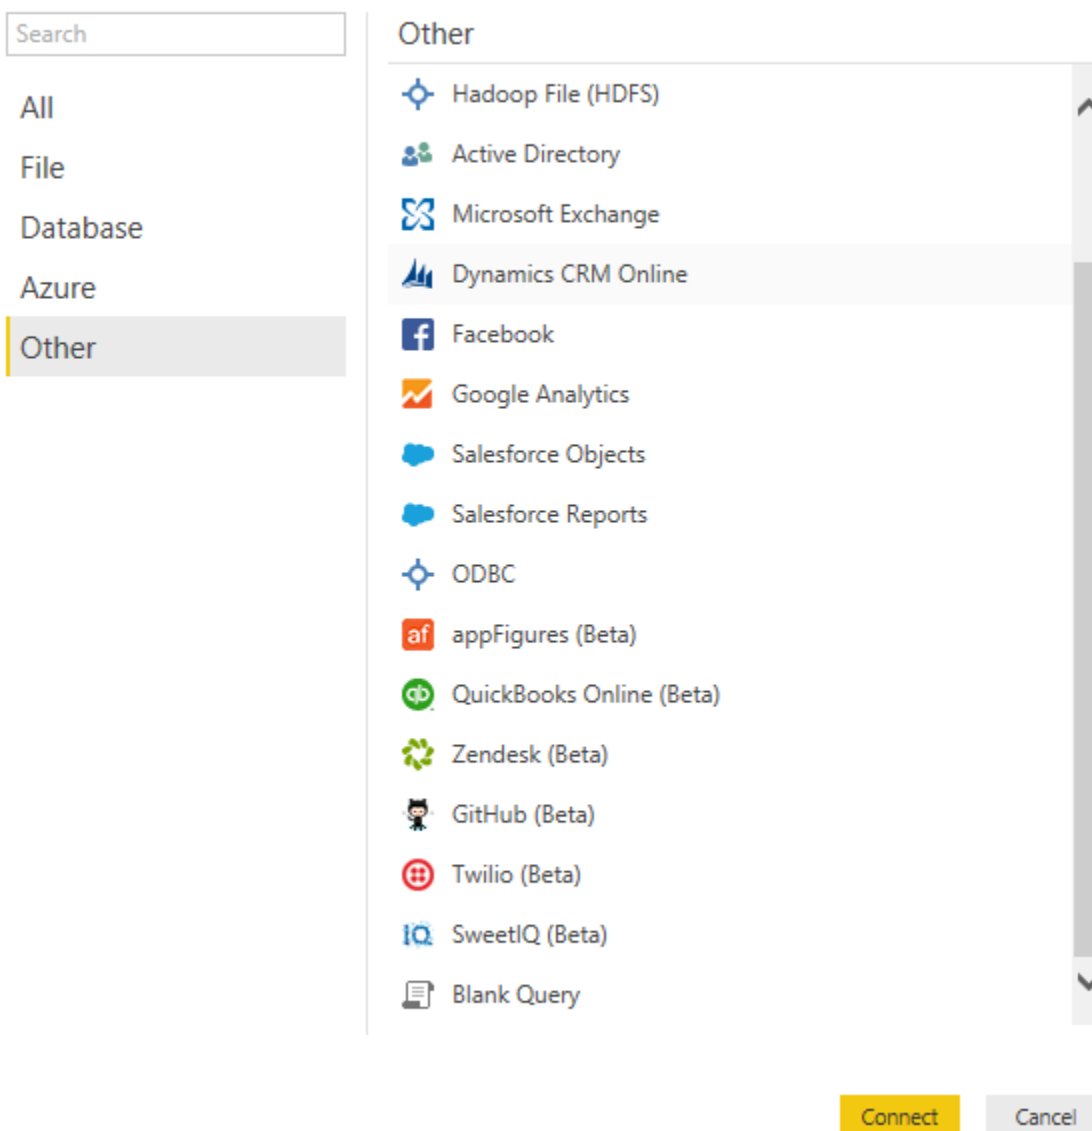 Search
All
File
Database
Azure
Other
Other
Hadoop File (HDFS)
Active Directory
Microsoft Exchange
Dynamics CRM Online
Facebook
Google Analytics
Salesforce Objects
Salesforce Reports
ODBC
af appFigures (Beta)
QuickBooks Online (Beta)
Zendesk (Beta)
GitHub (Beta)
Twilio (Beta)
IQ SweetIQ (Beta)
Blank Query
Connect Cancel